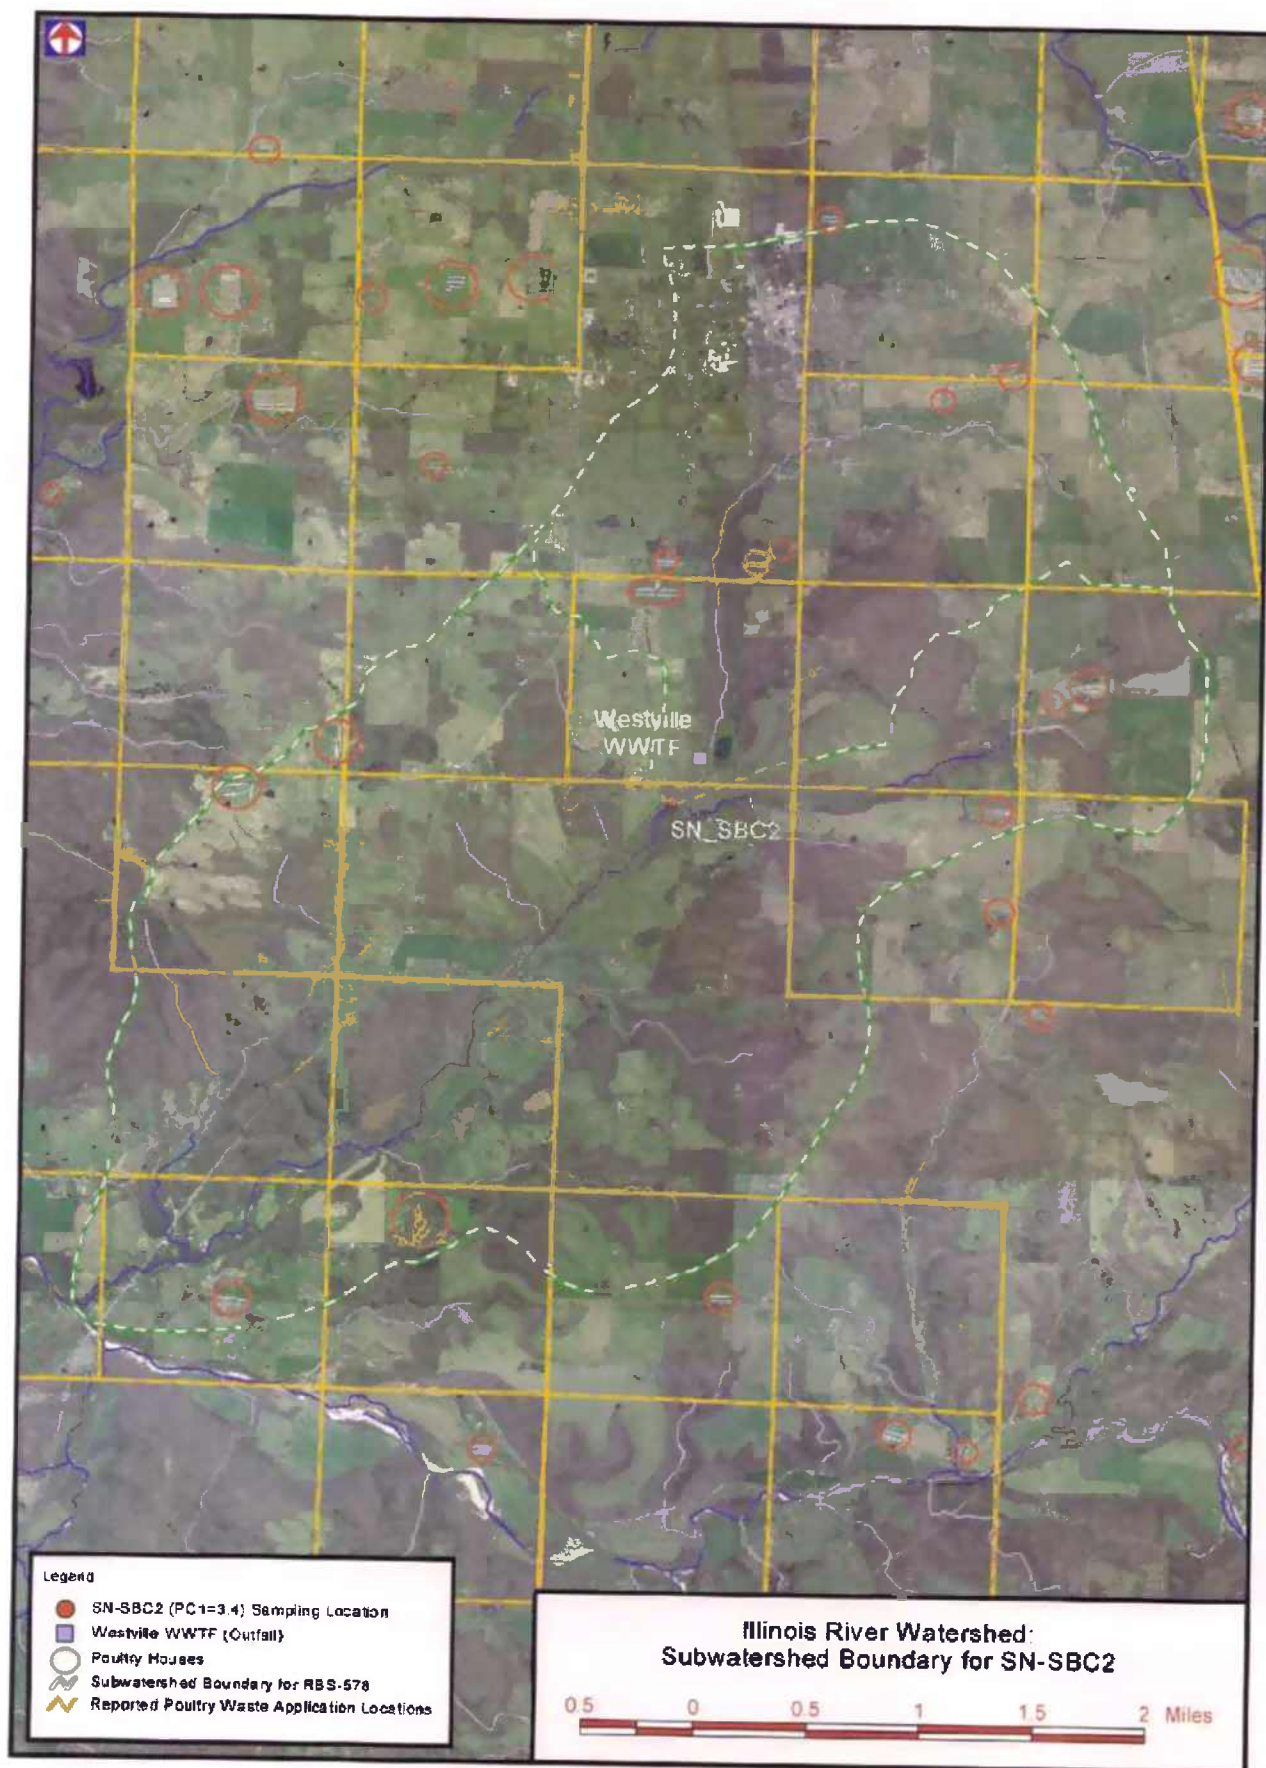 Westville
WWTF
SN_SBC2
Legend
SN-SBC2 (PC1=3.4) Sampling Location
Westville WWTF (Outfall)
Poultry Houses
Subwatershed Boundary for RBS-578
Reported Poultry Waste Application Locations
Illinois River Watershed:
Subwatershed Boundary for SN-SBC2
0.5 0 0.5 1 1.5 2 Miles